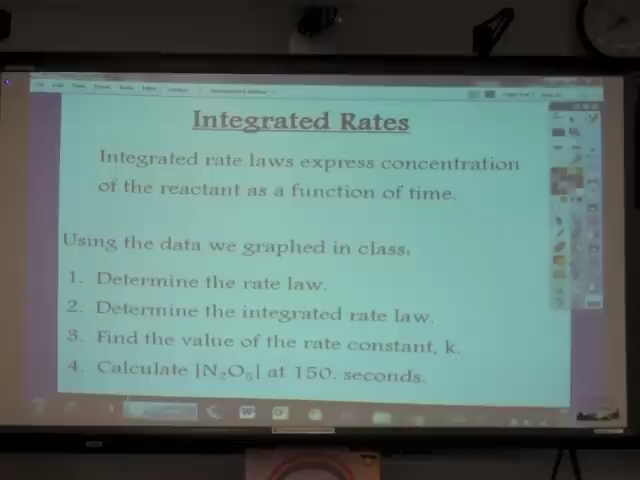 Integrated Rates
Integrated rate laws express concentration
of the reactant as a function of time.
Using the data we graphed in class:
1. Determine the rate law.
2. Determine the integrated rate law.
3. Find the value of the rate constant, k.
4. Calculate [N₂O₅] at 150. seconds.